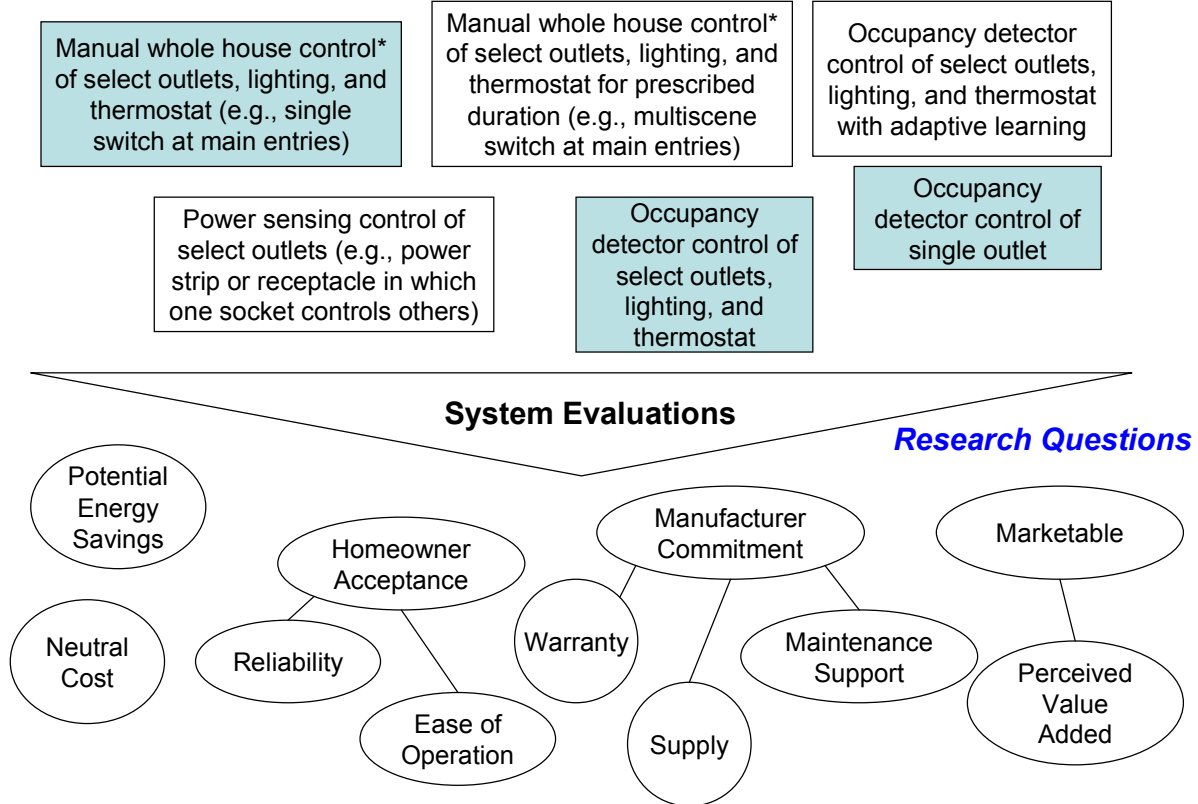 Manual whole house control*
of select outlets, lighting, and
thermostat (e.g., single
switch at main entries)
Manual whole house control*
of select outlets, lighting, and
thermostat for prescribed
duration (e.g., multiscene
switch at main entries)
Occupancy detector
control of select outlets,
lighting, and thermostat
with adaptive learning
Power sensing control of
select outlets (e.g., power
strip or receptacle in which
one socket controls others)
Occupancy
detector control of
select outlets,
lighting, and
thermostat
Occupancy
detector control of
single outlet
System Evaluations
Research Questions
Potential
Energy
Savings
Homeowner
Acceptance
Manufacturer
Commitment
Marketable
Neutral
Cost
Reliability
Ease of
Operation
Warranty
Supply
Maintenance
Support
Perceived
Value
Added